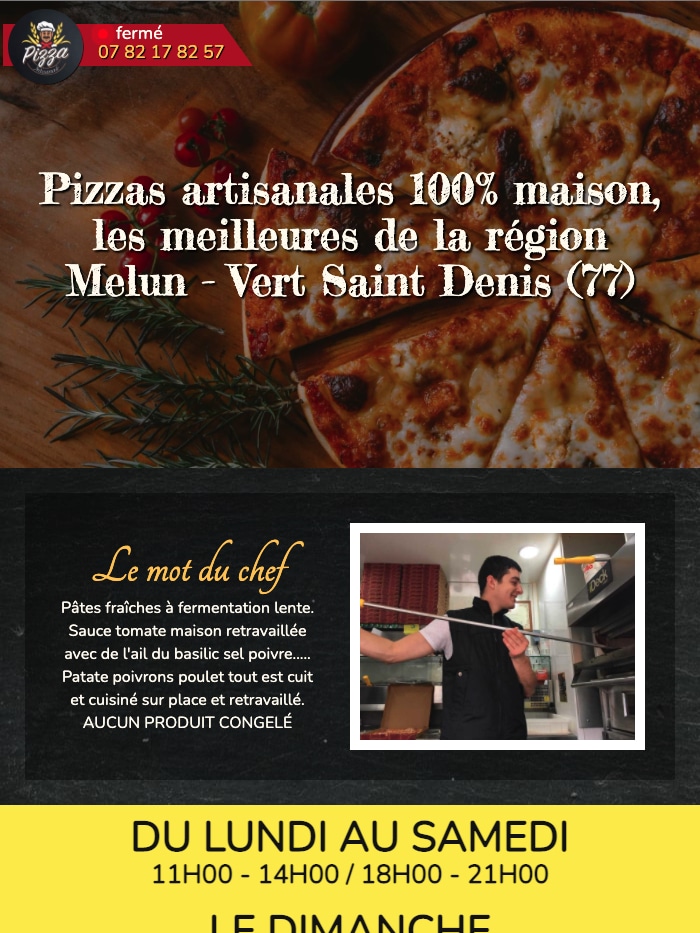 fermé
07 82 17 82 57
Pizza
Pizzas artisanales 100% maison,
les meilleures de la région
Melun - Vert Saint Denis (77)
Le mot du chef
Pâtes fraîches à fermentation lente.
Sauce tomate maison retravaillée
avec de l'ail du basilic sel poivre.....
Patate poivrons poulet tout est cuit
et cuisiné sur place et retravaillé.
AUCUN PRODUIT CONGELÉ
iDeck
DU LUNDI AU SAMEDI
11H00 - 14H00 / 18H00 - 21H00
LE DIMANCHE